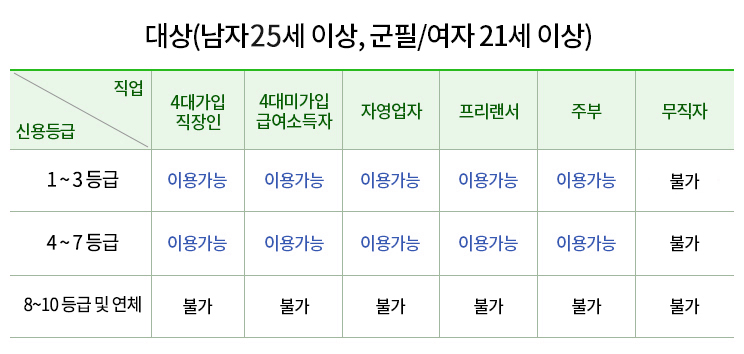 대상(남자25세 이상, 군필/여자 21세 이상)
직업
신용등급
4대가입 직장인
4대미가입 급여소득자
자영업자
프리랜서
주부
무직자
1 ~ 3 등급 이용가능 이용가능 이용가능 이용가능 이용가능 불가
4 ~ 7 등급 이용가능 이용가능 이용가능 이용가능 이용가능 불가
8~10 등급 및 연체 불가 불가 불가 불가 불가 불가